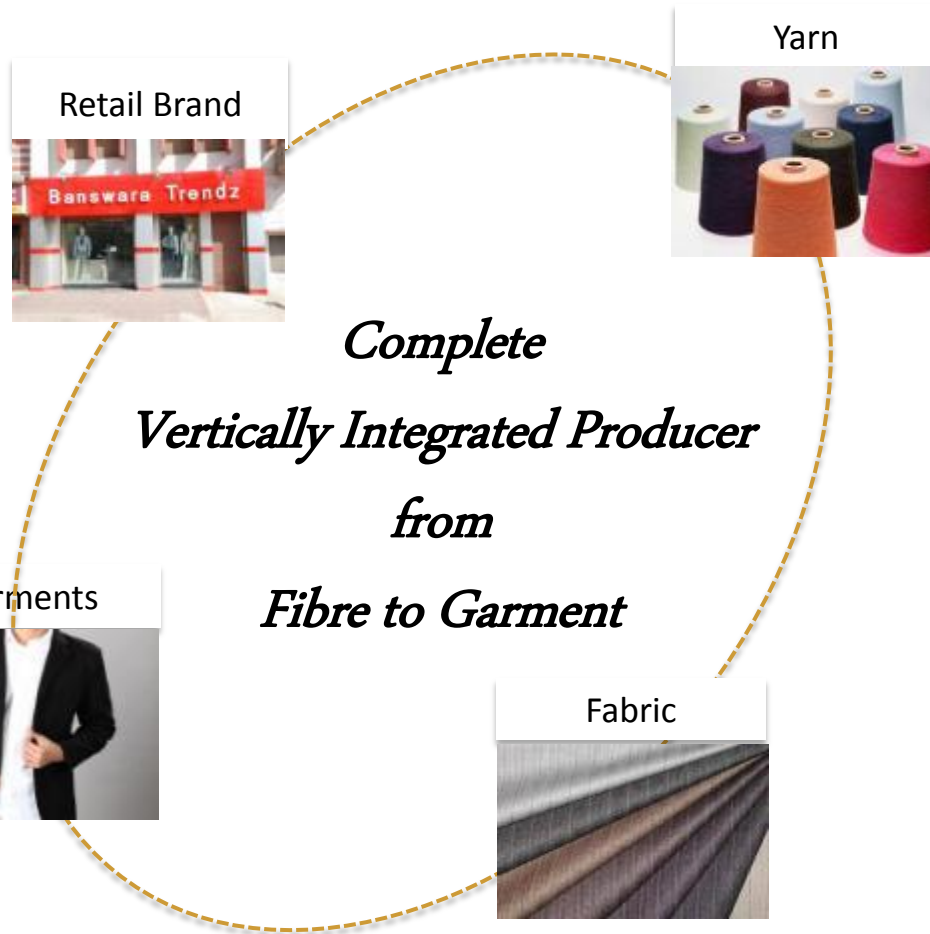 Yarn
Retail Brand
Banswara Trendz
Complete
Vertically Integrated Producer
from
Fibre to Garment
rments
Fabric